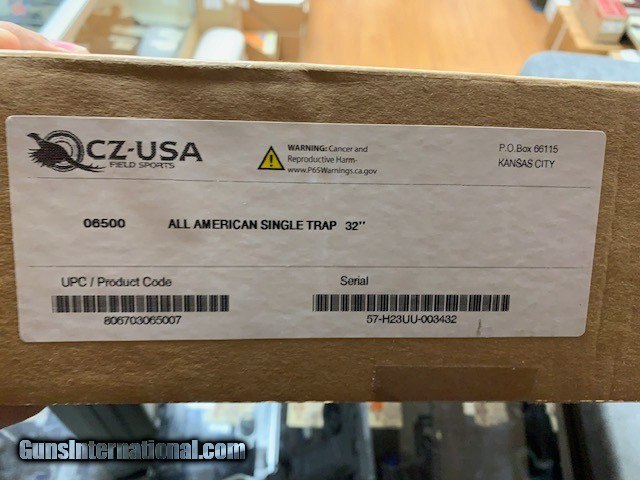 CZ-USA
FIELD SPORTS
WARNING: Cancer and
Reproductive Harm-
www.P65Warnings.ca.gov
P.O.Box 66115
KANSAS CITY
06500 ALL AMERICAN SINGLE TRAP 32"
UPC / Product Code
806703065007
Serial
57-H23UU-003432
GunsInternational.com